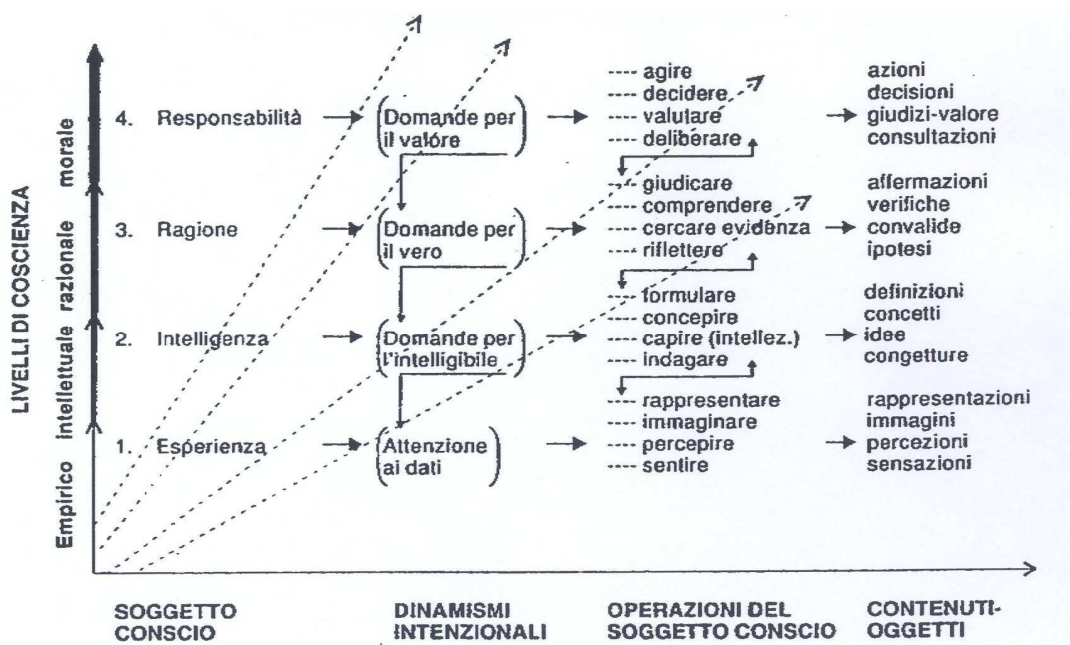 LIVELLI DI COSCIENZA
Empirico intellettuale razionale morale
4. Responsabilità
Domande per
il valore
agire
decidere
valulare
deliberare
azioni
decisioni
giudizi-valore
consultazioni
3. Ragione
Domande per
il vero
giudicare
comprendere
cercare evidenza
riflettere
affermazioni
verifiche
convalide
ipotesi
2. Intelligenza
Domande per
l'intelligibile
formulare
concepire
capire (intellez.)
indagare
definizioni
concetti
idee
congetture
1. Esperienza
Attenzione
ai dati
rappresentare
immaginare
percepire
sentire
rappresentazioni
immagini
percezioni
sensazioni
SOGGETTO
CONSCIO
DINAMISMI
INTENZIONALI
OPERAZIONI DEL
SOGGETTO CONSCIO
CONTENUTI-
OGGETTI